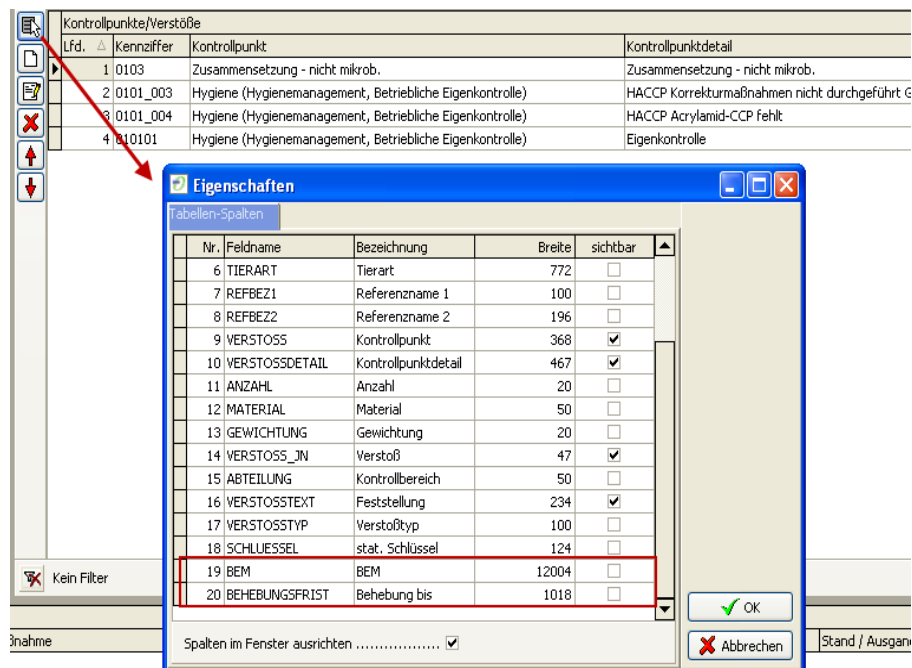 Kontrollpunkte/Verstöße
Lfd. Kennziffer Kontrollpunkt Kontrollpunktdetail
1 0103 Zusammensetzung - nicht mikrob. Zusammensetzung - nicht mikrob.
2 0101_003 Hygiene (Hygienemanagement, Betriebliche Eigenkontrolle) HACCP Korrekturmaßnahmen nicht durchgeführt G
3 0101_004 Hygiene (Hygienemanagement, Betriebliche Eigenkontrolle) HACCP Acrylamid-CCP fehlt
4 010101 Hygiene (Hygienemanagement, Betriebliche Eigenkontrolle) Eigenkontrolle
Eigenschaften
Tabellen-Spalten
Nr. Feldname Bezeichnung Breite sichtbar
6 TIERART Tierart 772
7 REFBEZ1 Referenzname 1 100
8 REFBEZ2 Referenzname 2 196
9 VERSTOSS Kontrollpunkt 368
10 VERSTOSSDETAIL Kontrollpunktdetail 467
11 ANZAHL Anzahl 20
12 MATERIAL Material 50
13 GEWICHTUNG Gewichtung 20
14 VERSTOSS_JN Verstoß 47
15 ABTEILUNG Kontrollbereich 50
16 VERSTOSSTEXT Feststellung 234
17 VERSTOSSTYP Verstoßtyp 100
18 SCHLUESSEL stat. Schlüssel 124
19 BEM BEM 12004
20 BEHEBUNGSFRIST Behebung bis 1018
Kein Filter
OK
Spalten im Fenster ausrichten ..................
Abbrechen
ßnahme
Stand / Ausgan